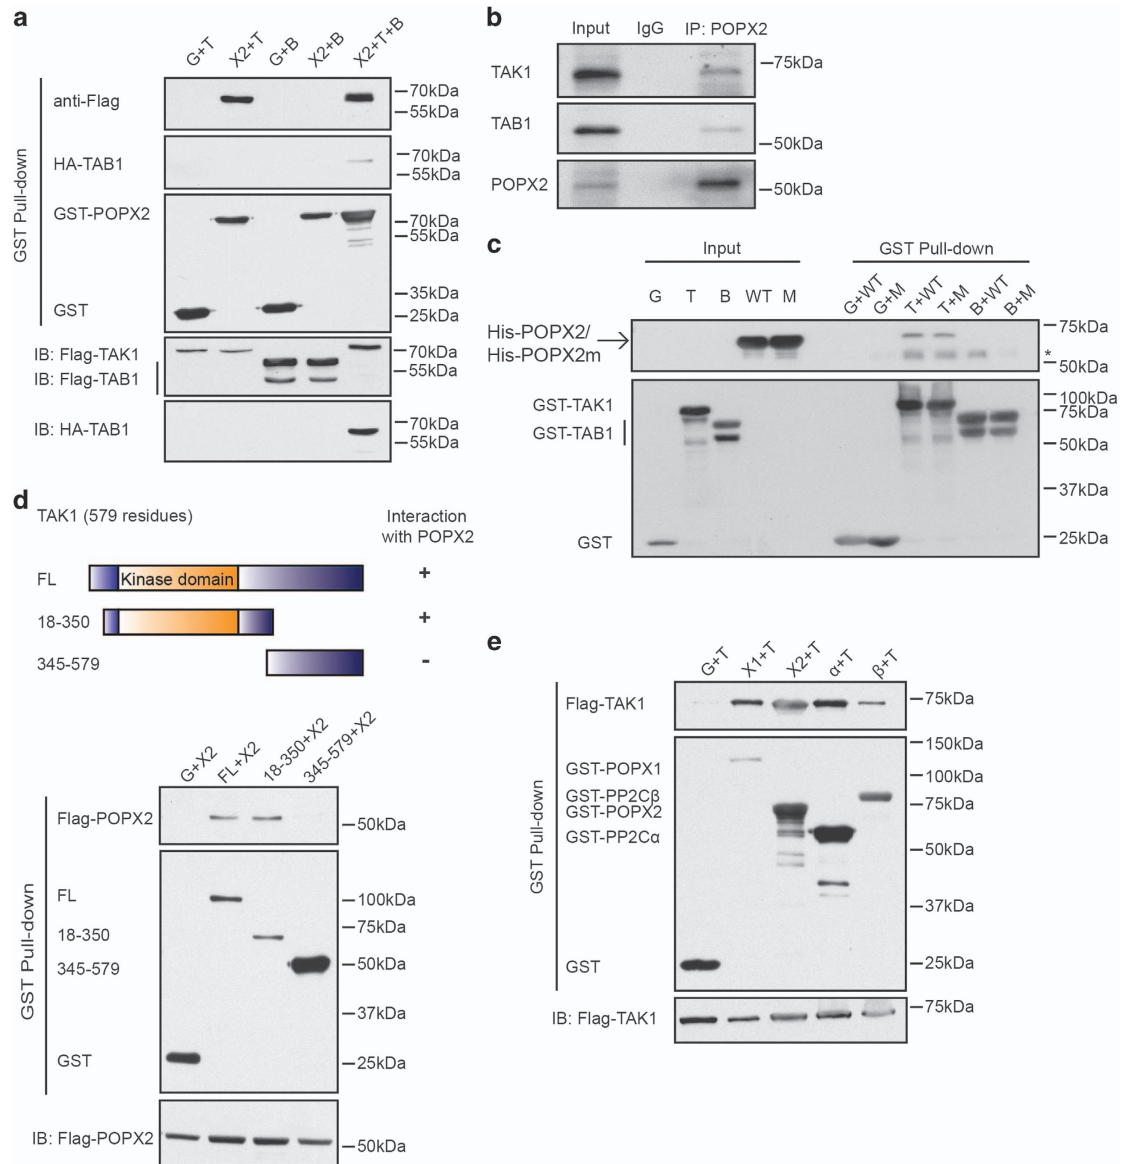 a
G+T X2+T G+B X2+B X2+T+B
GST Pull-down
anti-Flag
70kDa
55kDa
HA-TAB1
70kDa
55kDa
GST-POPX2
70kDa
55kDa
35kDa
GST
25kDa
IB: Flag-TAK1
70kDa
IB: Flag-TAB1
55kDa
IB: HA-TAB1
70kDa
55kDa
b
Input IgG IP: POPX2
TAK1
75kDa
TAB1
50kDa
POPX2
50kDa
c
Input GST Pull-down
G T B WT M G+WT G+M T+WT T+M B+WT B+M
His-POPX2/
His-POPX2m
75kDa
*
50kDa
GST-TAK1
100kDa
75kDa
GST-TAB1
50kDa
37kDa
GST
25kDa
d
TAK1 (579 residues)
Interaction
with POPX2
FL Kinase domain +
18-350 +
345-579 -
G+X2 FL+X2 18-350+X2 345-579+X2
GST Pull-down
Flag-POPX2
50kDa
FL
100kDa
75kDa
18-350
345-579
50kDa
37kDa
GST
25kDa
IB: Flag-POPX2
50kDa
e
G+T X1+T X2+T α+T β+T
GST Pull-down
Flag-TAK1
75kDa
150kDa
GST-POPX1
100kDa
GST-PP2Cβ
75kDa
GST-POPX2
GST-PP2Cα
50kDa
37kDa
GST
25kDa
75kDa
IB: Flag-TAK1